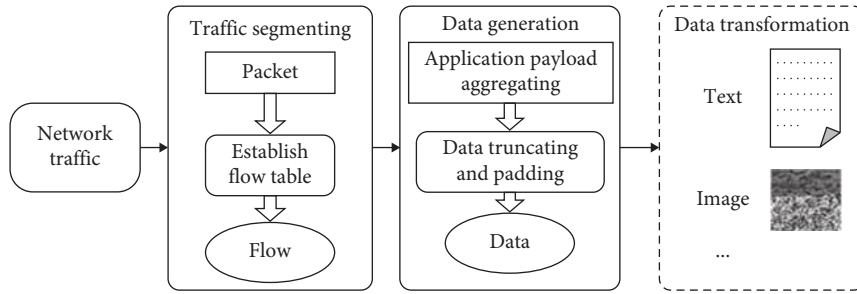 Network
traffic
Traffic segmenting
Packet
Establish
flow table
Flow
Data generation
Application payload
aggregating
Data truncating
and padding
Data
Data transformation
Text
Image
...